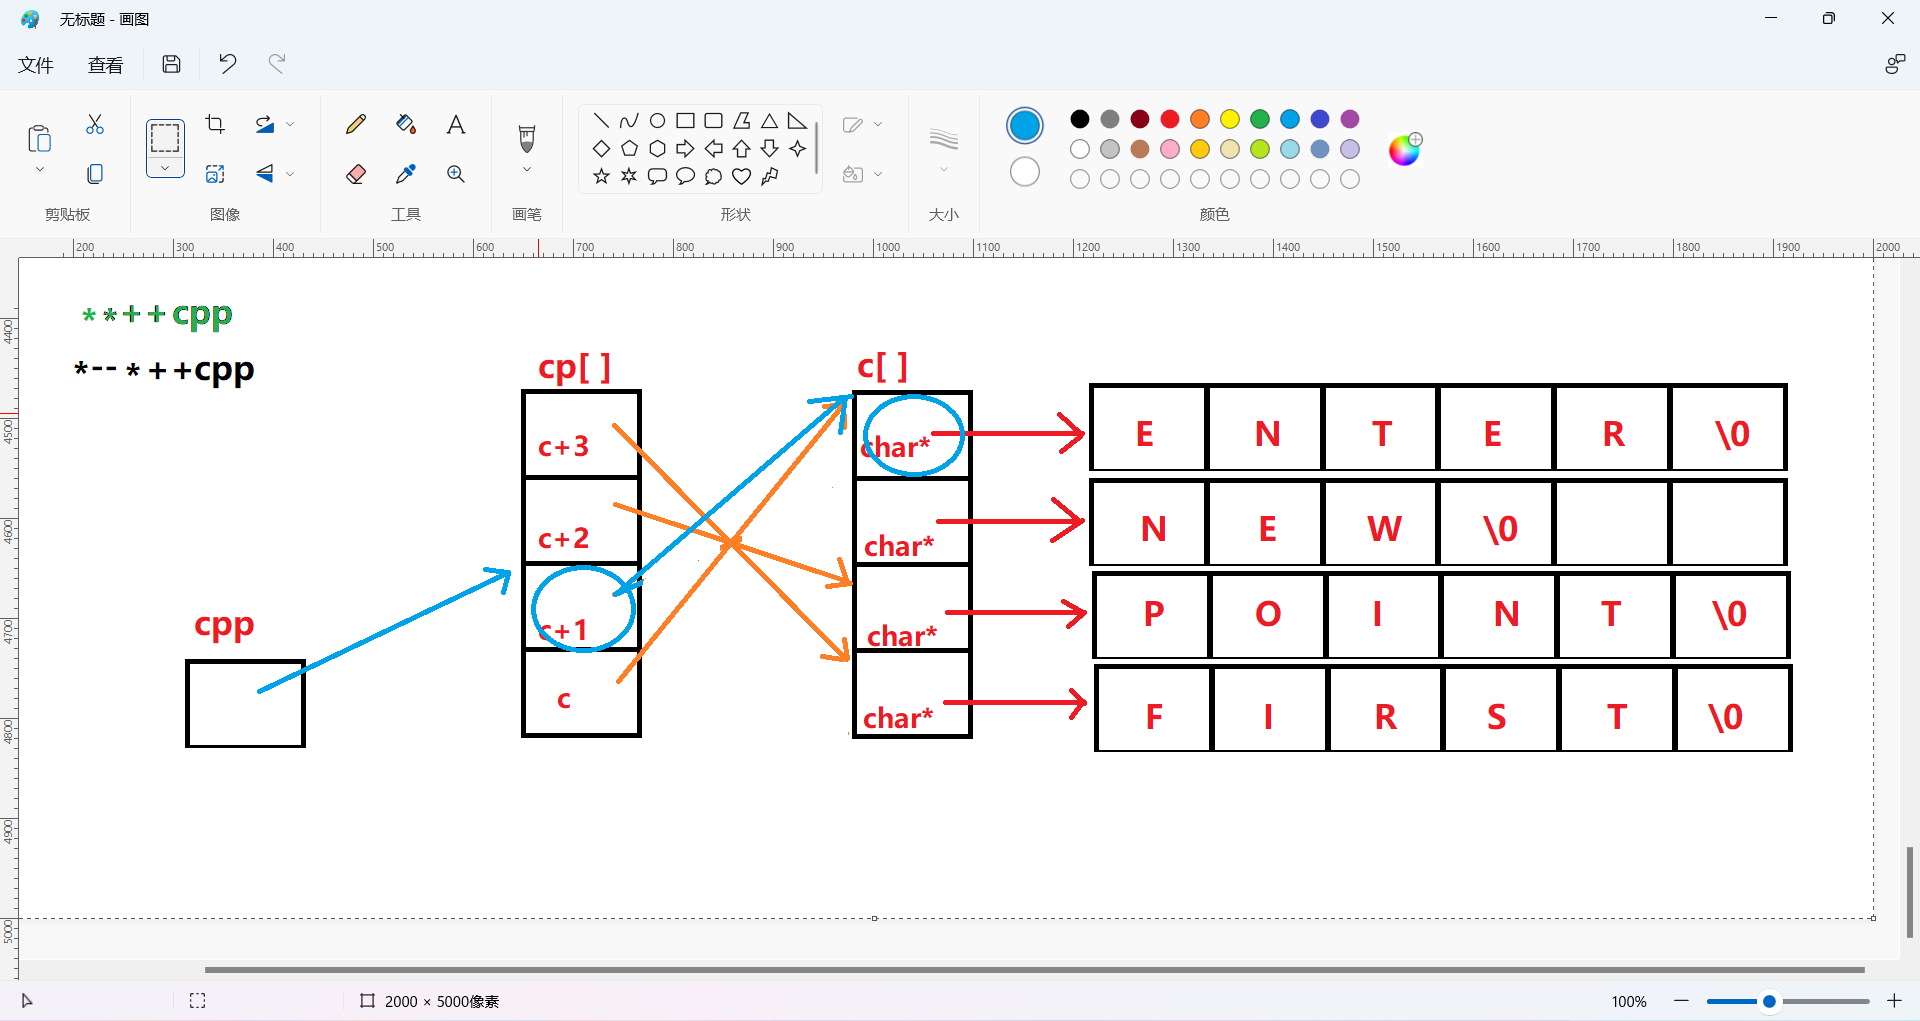 无标题 - 画图
文件 查看
剪贴板 图像 工具 画笔 形状 大小 颜色
200 300 400 500 600 700 800 900 1000 1100 1200 1300 1400 1500 1600 1700 1800 1900 2000
4400
4500
4600
4700
4800
4900
5000
**++cpp
*--*++cpp
cp[ ] c[ ]
c+3 char* E N T E R \0
c+2 char* N E W \0
c+1 char* P O I N T \0
cpp
c char* F I R S T \0
2000 × 5000像素 100%